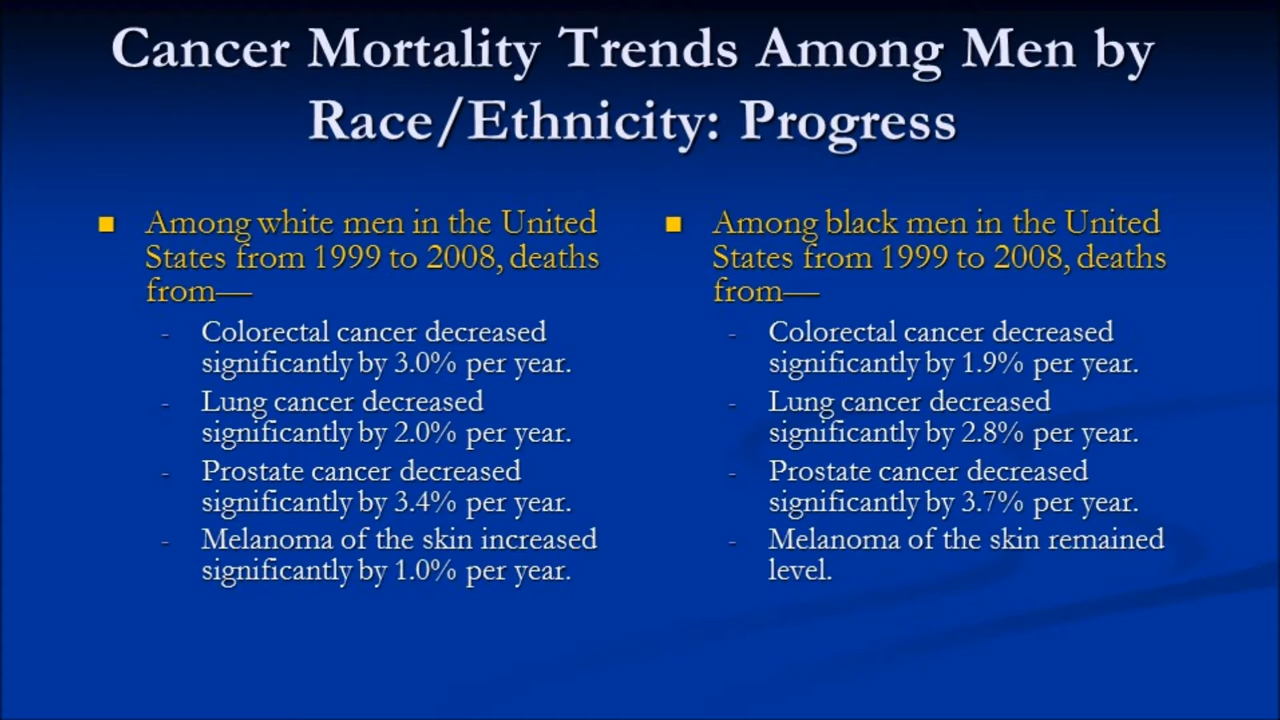 Cancer Mortality Trends Among Men by
Race/Ethnicity: Progress
Among white men in the United
States from 1999 to 2008, deaths
from—
- Colorectal cancer decreased
significantly by 3.0% per year.
- Lung cancer decreased
significantly by 2.0% per year.
- Prostate cancer decreased
significantly by 3.4% per year.
- Melanoma of the skin increased
significantly by 1.0% per year.
Among black men in the United
States from 1999 to 2008, deaths
from—
- Colorectal cancer decreased
significantly by 1.9% per year.
- Lung cancer decreased
significantly by 2.8% per year.
- Prostate cancer decreased
significantly by 3.7% per year.
- Melanoma of the skin remained
level.